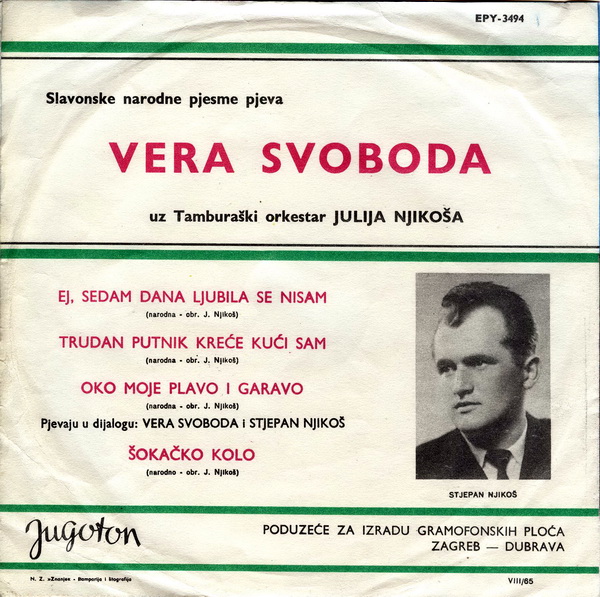 EPY-3494
Slavonske narodne pjesme pjeva
VERA SVOBODA
uz Tamburaški orkestar JULIJA NJIKOŠA
EJ, SEDAM DANA LJUBILA SE NISAM
(narodna - obr. J. Njikoš)
TRUDAN PUTNIK KREĆE KUĆI SAM
(narodna - obr. J. Njikoš)
OKO MOJE PLAVO I GARAVO
(narodna - obr. J. Njikoš)
Pjevaju u dijalogu: VERA SVOBODA i STJEPAN NJIKOŠ
ŠOKAČKO KOLO
(narodno - obr. J. Njikoš)
STJEPAN NJIKOŠ
Jugoton
PODUZEĆE ZA IZRADU GRAMOFONSKIH PLOČA
ZAGREB — DUBRAVA
N. Z. »Znanje« - štamparija i litografija
VIII/65